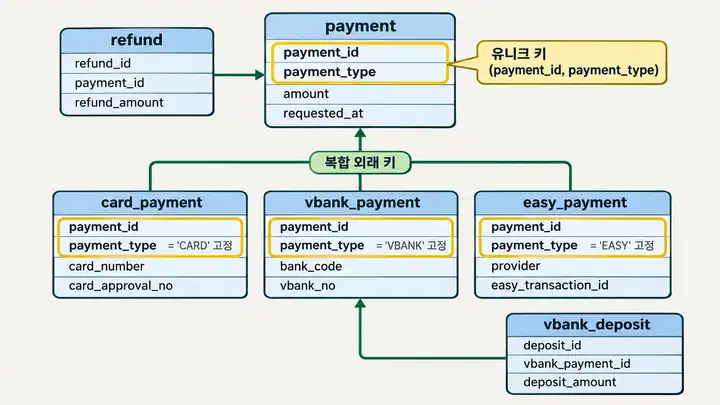 refund
refund_id
payment_id
refund_amount
payment
payment_id
payment_type
amount
requested_at
유니크 키
(payment_id, payment_type)
복합 외래 키
card_payment
payment_id
payment_type = 'CARD' 고정
card_number
card_approval_no
vbank_payment
payment_id
payment_type = 'VBANK' 고정
bank_code
vbank_no
easy_payment
payment_id
payment_type = 'EASY' 고정
provider
easy_transaction_id
vbank_deposit
deposit_id
vbank_payment_id
deposit_amount